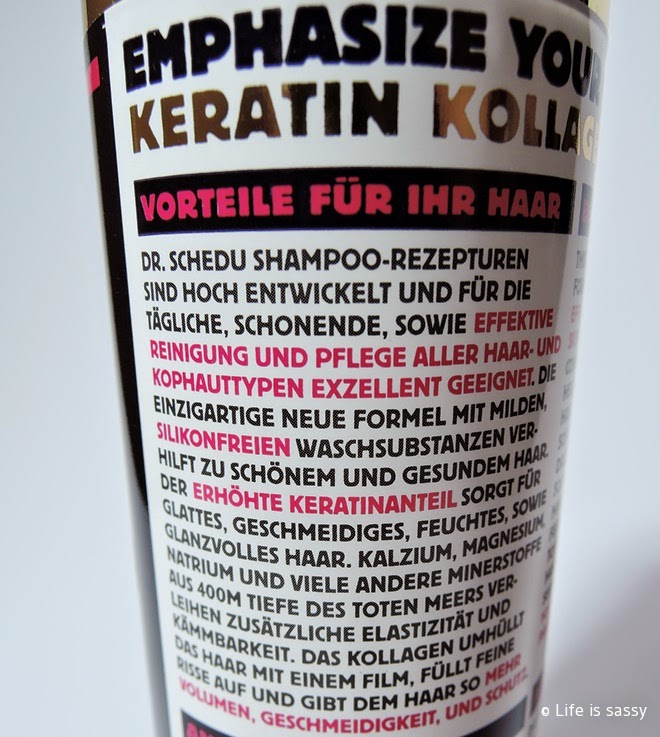 EMPHASIZE YOUR
KERATIN KOLLAG
VORTEILE FÜR IHR HAAR
DR. SCHEDU SHAMPOO-REZEPTUREN
SIND HOCH ENTWICKELT UND FÜR DIE
TÄGLICHE, SCHONENDE, SOWIE EFFEKTIVE
REINIGUNG UND PFLEGE ALLER HAAR- UND
KOPHAUTTYPEN EXZELLENT GEEIGNET. DIE
EINZIGARTIGE NEUE FORMEL MIT MILDEN,
SILIKONFREIEN WASCHSUBSTANZEN VER-
HILFT ZU SCHÖNEM UND GESUNDEM HAAR.
DER ERHÖHTE KERATINANTEIL SORGT FÜR
GLATTES, GESCHMEIDIGES, FEUCHTES, SOWIE
GLANZVOLLES HAAR. KALZIUM, MAGNESIUM,
NATRIUM UND VIELE ANDERE MINERSTOFFE
AUS 400M TIEFE DES TOTEN MEERS VER-
LEIHEN ZUSÄTZLICHE ELASTIZITÄT UND
KÄMMBARKEIT. DAS KOLLAGEN UMHÜLLT
DAS HAAR MIT EINEM FILM, FÜLLT FEINE
RISSE AUF UND GIBT DEM HAAR SO MEHR
VOLUMEN, GESCHMEIDIGKEIT, UND SCHUTZ.
© Life is sassy